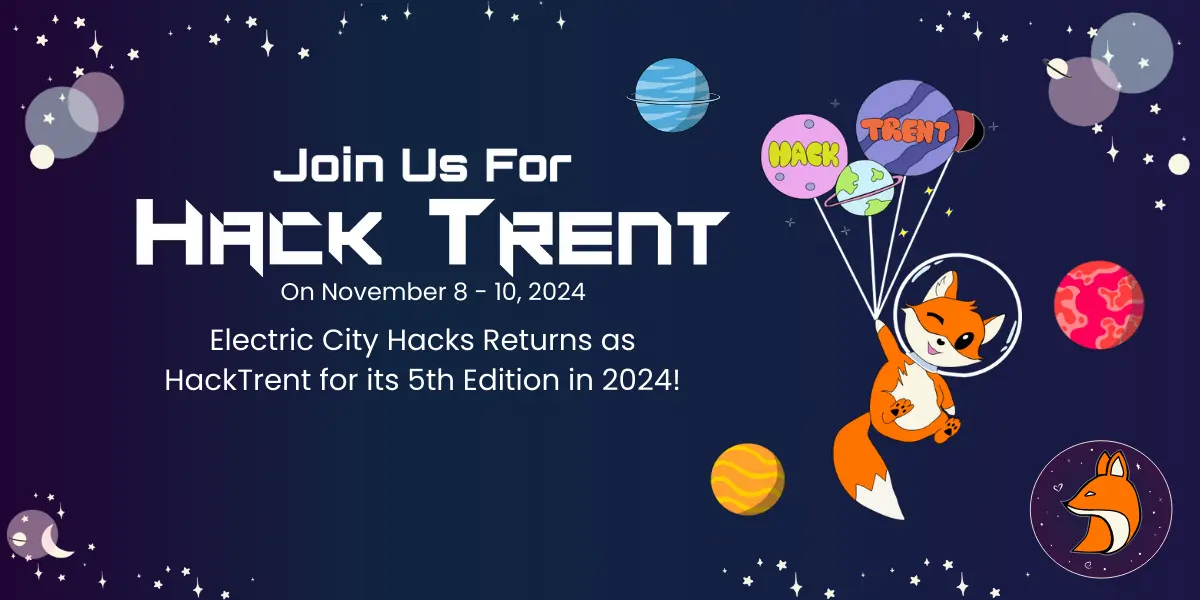 Join Us For
Hack Trent
On November 8 - 10, 2024
Electric City Hacks Returns as
HackTrent for its 5th Edition in 2024!
HACK
TRENT